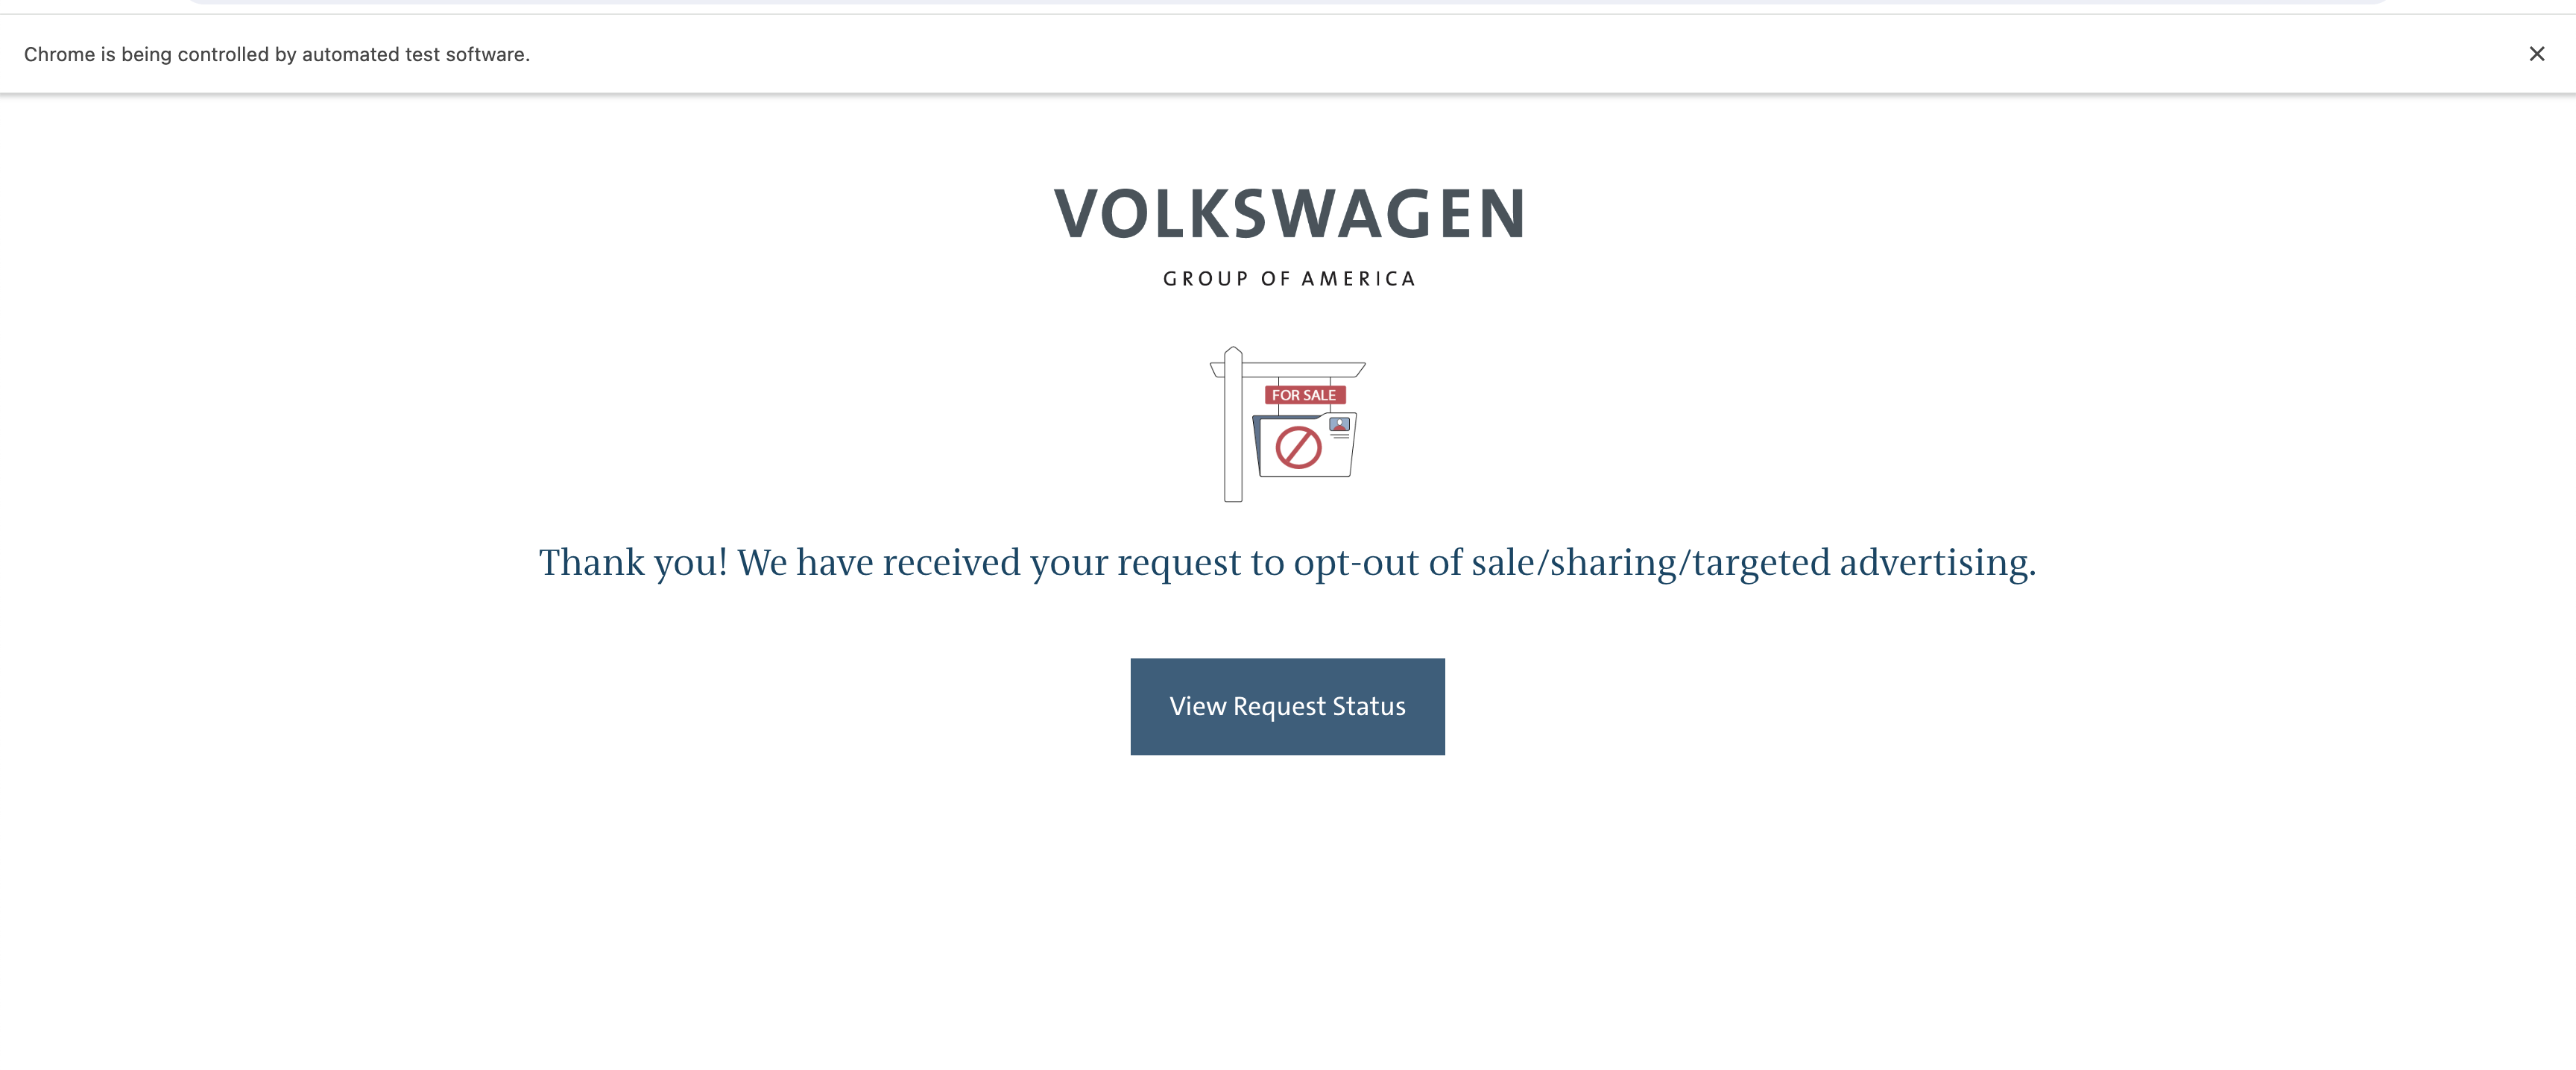 Chrome is being controlled by automated test software.
VOLKSWAGEN
GROUP OF AMERICA
FOR SALE
Thank you! We have received your request to opt-out of sale/sharing/targeted advertising.
View Request Status